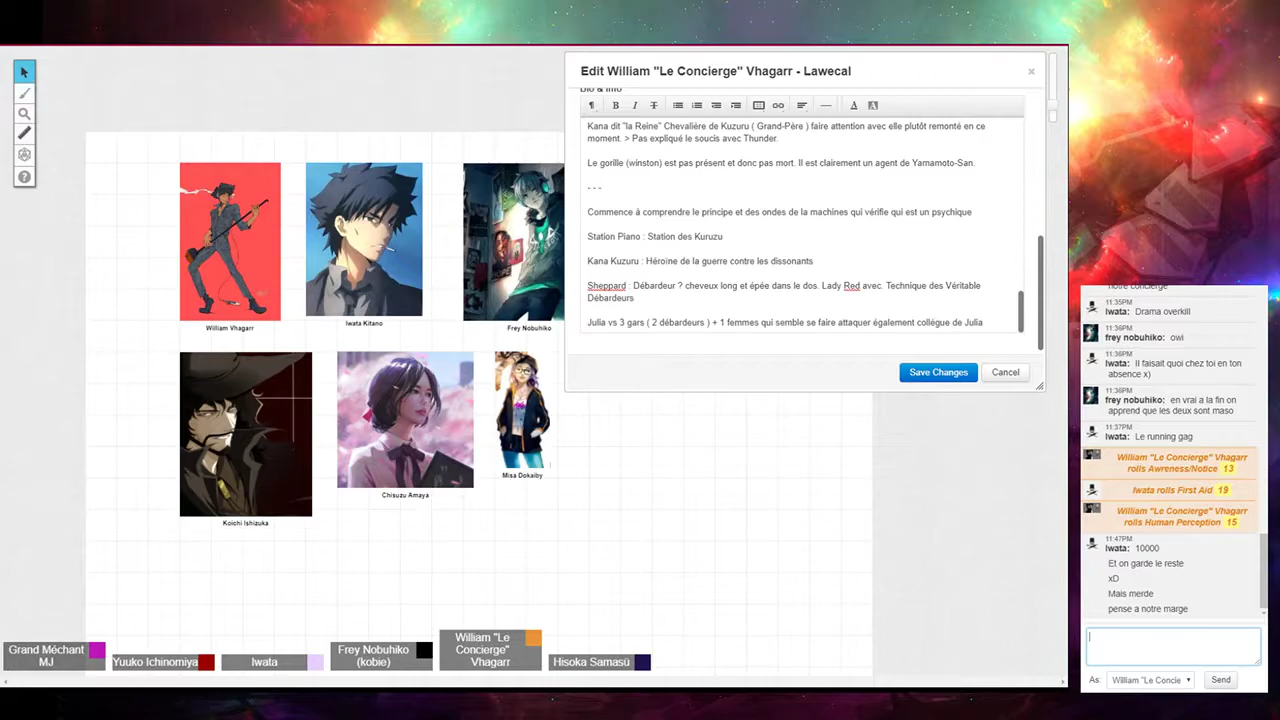 Edit William "Le Concierge" Vhagarr - Lawecal
Kana dit "la Reine" Chevalière de Kuzuru ( Grand-Père ) faire attention avec elle plutôt remonté en ce
moment. > Pas expliqué le soucis avec Thunder.
Le gorille (winston) est pas présent et donc pas mort. Il est clairement un agent de Yamamoto-San.
- - -
Commence à comprendre le principe et des ondes de la machines qui vérifie qui est un psychique
Station Piano : Station des Kuruzu
Kana Kuzuru : Héroïne de la guerre contre les dissonants
Sheppard : Débardeur ? cheveux long et épée dans le dos. Lady Red avec. Technique des Véritable
Débardeurs
Julia vs 3 gars ( 2 débardeurs ) + 1 femmes qui semble se faire attaquer également collègue de Julia
Save Changes
Cancel
William Vhagarr
Iwata Kitano
Frey Nobuhiko
Koichi Ishizuka
Chisuzu Amaya
Misa Dokaiby
Grand Méchant
MJ
Yuuko Ichinomiya
Iwata
Frey Nobuhiko
(kobie)
William "Le
Concierge"
Vhagarr
Hisoka Samasù
notre concierge
11:35PM
Iwata: Drama overkill
11:36PM
frey nobuhiko: owi
11:36PM
Iwata: Il faisait quoi chez toi en ton
absence x)
11:36PM
frey nobuhiko: en vrai a la fin on
apprend que les deux sont maso
11:37PM
Iwata: Le running gag
William "Le Concierge" Vhagarr
rolls Awreness/Notice 13
Iwata rolls First Aid 19
William "Le Concierge" Vhagarr
rolls Human Perception 15
11:47PM
Iwata: 10000
Et on garde le reste
xD
Mais merde
pense a notre marge
As:
William "Le Concie
Send